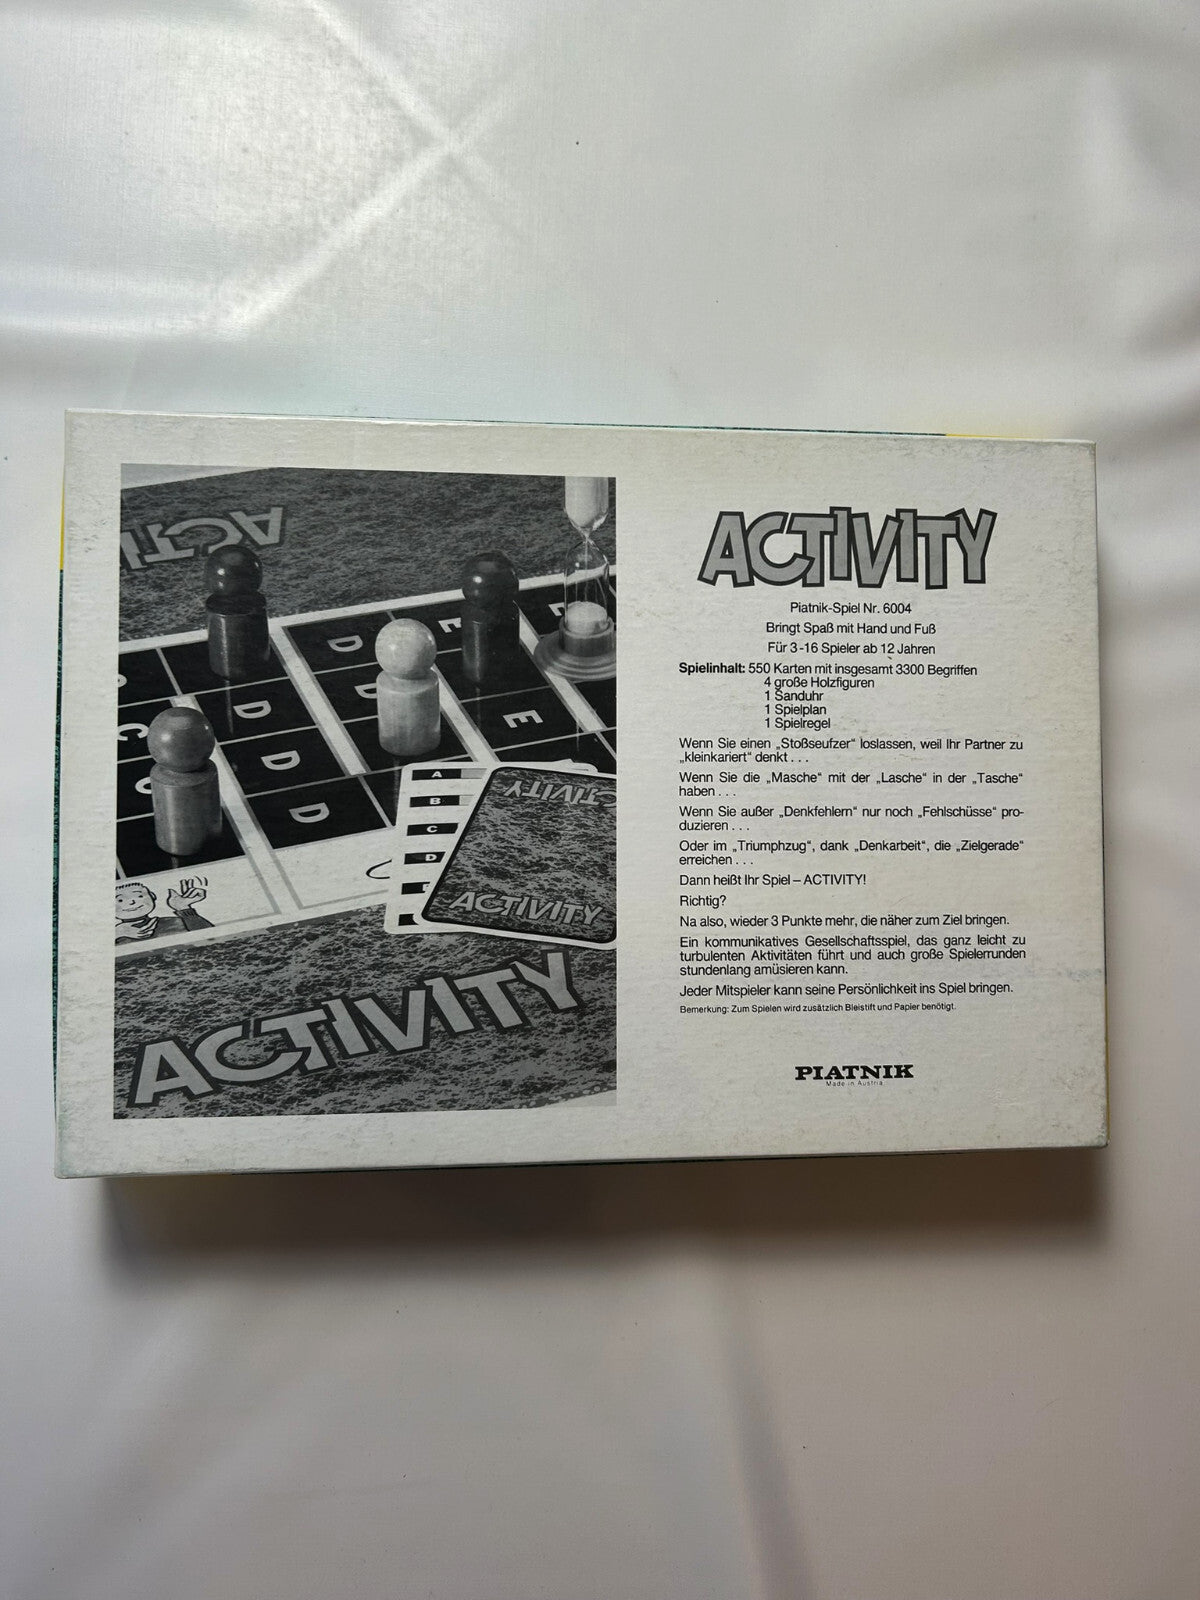 ACTIVITY
D
E
D
E
D
C
D
D
A
B
C
D
ACTIVITY
ACTIVITY
ACTIVITY
ACTIVITY
Piatnik-Spiel Nr. 6004
Bringt Spaß mit Hand und Fuß
Für 3-16 Spieler ab 12 Jahren
Spielinhalt: 550 Karten mit insgesamt 3300 Begriffen
4 große Holzfiguren
1 Sanduhr
1 Spielplan
1 Spielregel
Wenn Sie einen „Stoßseufzer“ loslassen, weil Ihr Partner zu
„kleinkariert“ denkt . . .
Wenn Sie die „Masche“ mit der „Lasche“ in der „Tasche“
haben . . .
Wenn Sie außer „Denkfehlern“ nur noch „Fehlschüsse“ pro-
duzieren . . .
Oder im „Triumphzug“, dank „Denkarbeit“, die „Zielgerade“
erreichen . . .
Dann heißt Ihr Spiel – ACTIVITY!
Richtig?
Na also, wieder 3 Punkte mehr, die näher zum Ziel bringen.
Ein kommunikatives Gesellschaftsspiel, das ganz leicht zu
turbulenten Aktivitäten führt und auch große Spielerrunden
stundenlang amüsieren kann.
Jeder Mitspieler kann seine Persönlichkeit ins Spiel bringen.
Bemerkung: Zum Spielen wird zusätzlich Bleistift und Papier benötigt.
PIATNIK
Made in Austria